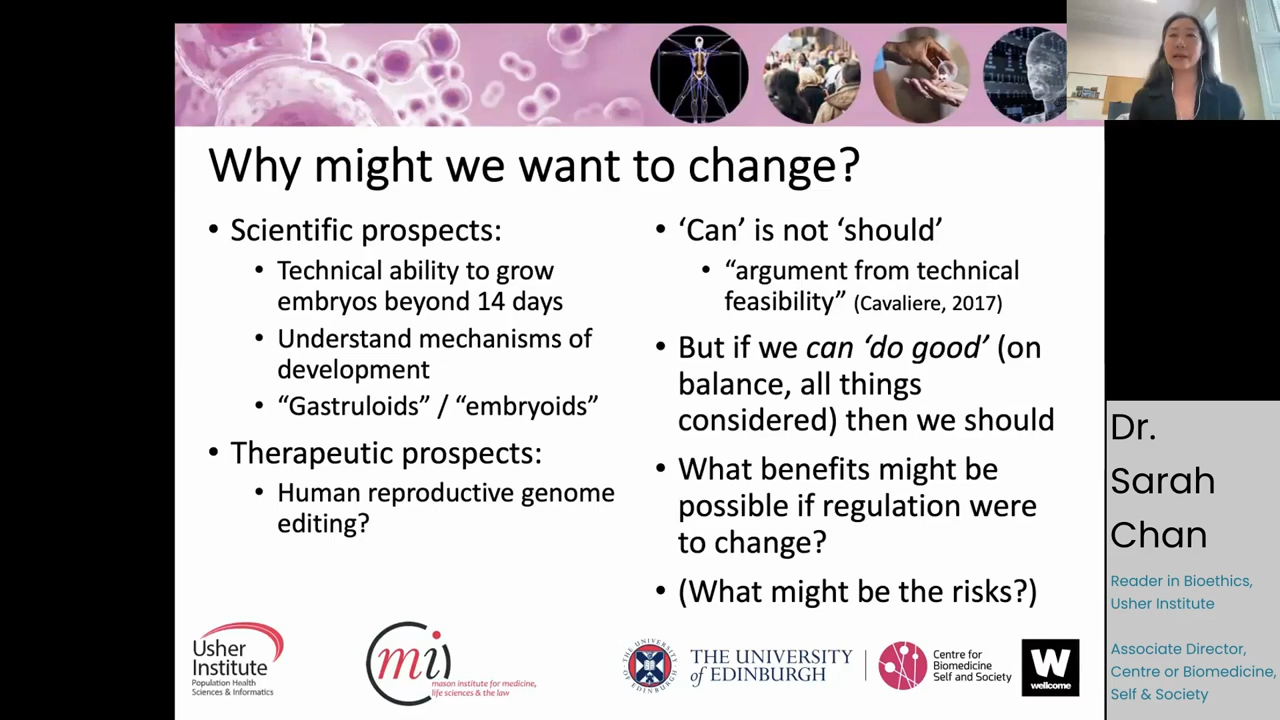 Why might we want to change?
• Scientific prospects:
• Technical ability to grow
embryos beyond 14 days
• Understand mechanisms of
development
• “Gastruloids” / “embryoids”
• Therapeutic prospects:
• Human reproductive genome
editing?
• ‘Can’ is not ‘should’
• “argument from technical
feasibility” (Cavaliere, 2017)
• But if we can ‘do good’ (on
balance, all things
considered) then we should
• What benefits might be
possible if regulation were
to change?
• (What might be the risks?)
Usher
Institute
Population Health
Sciences & Informatics
mi
mason institute for medicine,
life sciences & the law
THE UNIVERSITY
of EDINBURGH
THE UNIVERSITY
of EDINBURGH
Centre for
Biomedicine
Self and Society
W
wellcome
Dr.
Sarah
Chan
Reader in Bioethics,
Usher Institute
Associate Director,
Centre or Biomedicine,
Self & Society